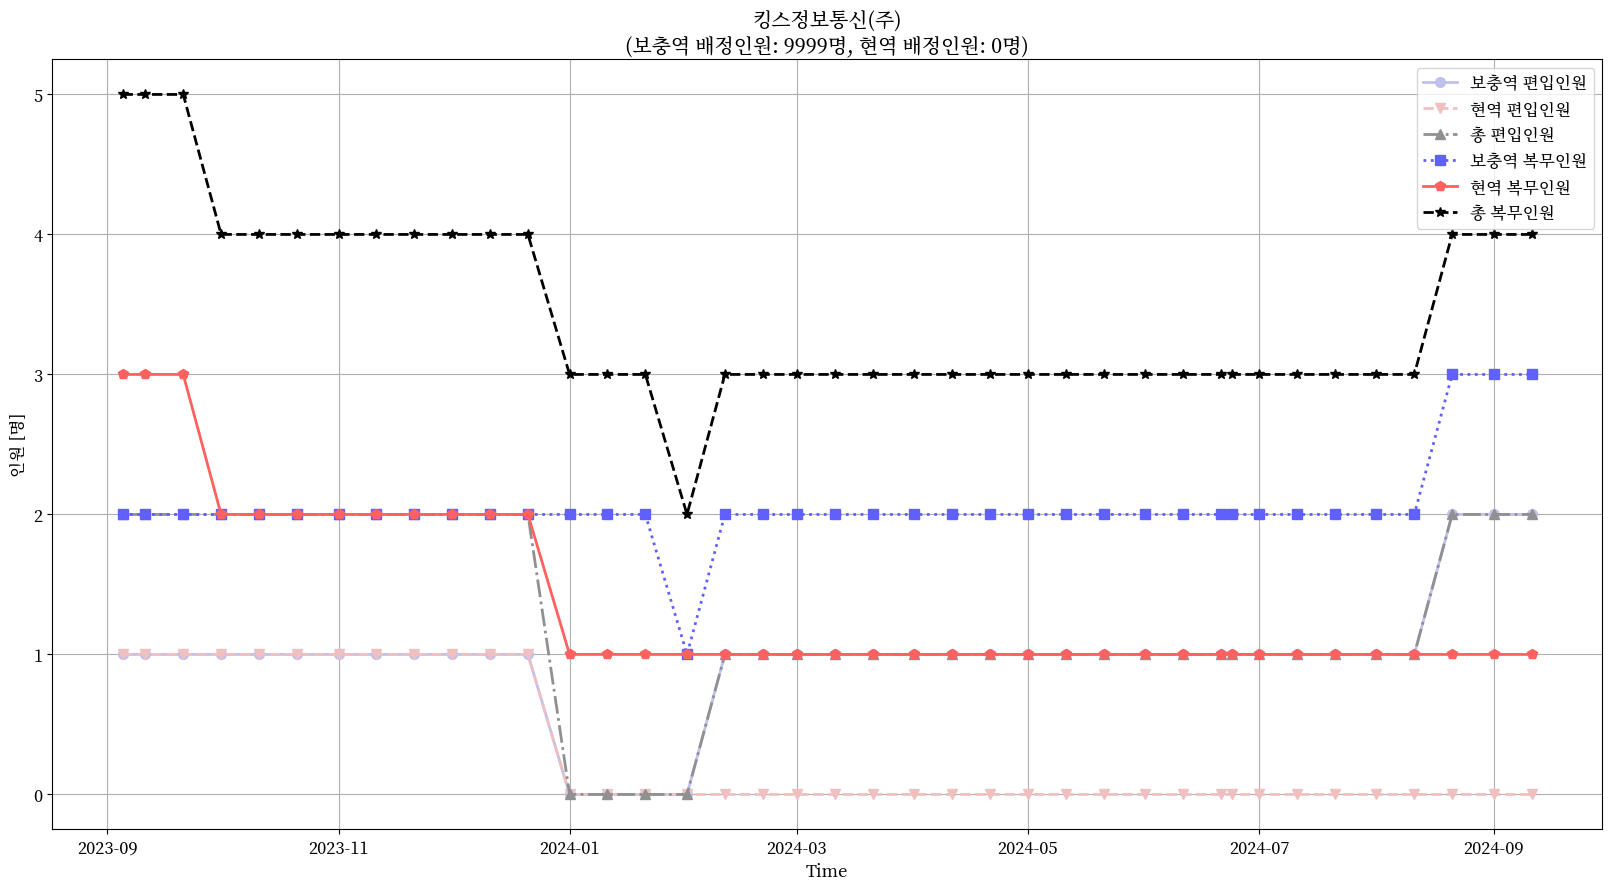 킹스정보통신(주)
(보충역 배정인원: 9999명, 현역 배정인원: 0명)
보충역 편입인원
현역 편입인원
총 편입인원
보충역 복무인원
현역 복무인원
총 복무인원
인원 [명]
5
4
3
2
1
0
2023-09
2023-11
2024-01
2024-03
2024-05
2024-07
2024-09
Time